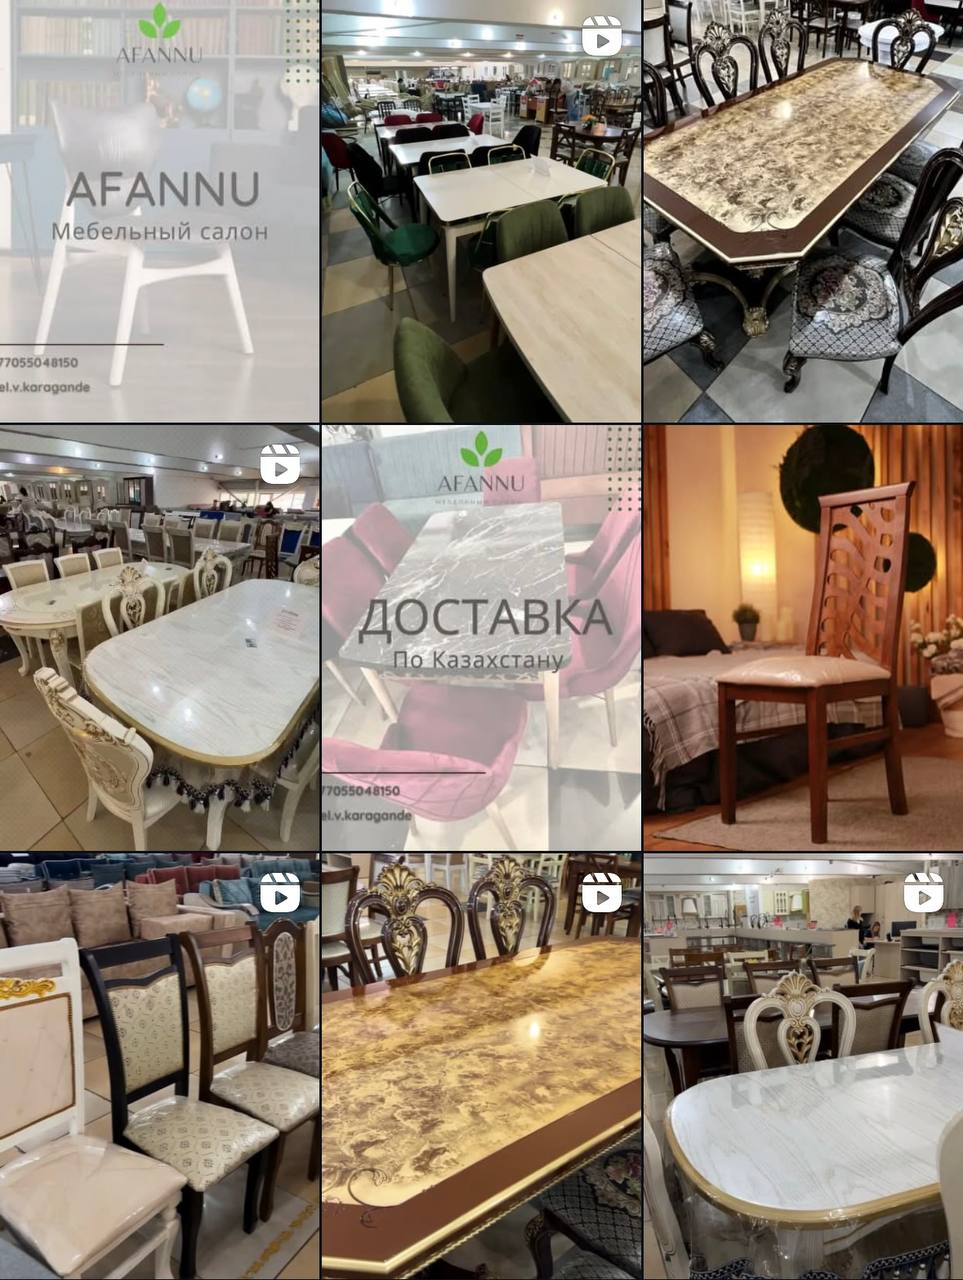 AFANNU
AFANNU
Мебельный салон
77055048150
el.v.karagande
AFANNU
ДОСТАВКА
По Казахстану
77055048150
el.v.karagande